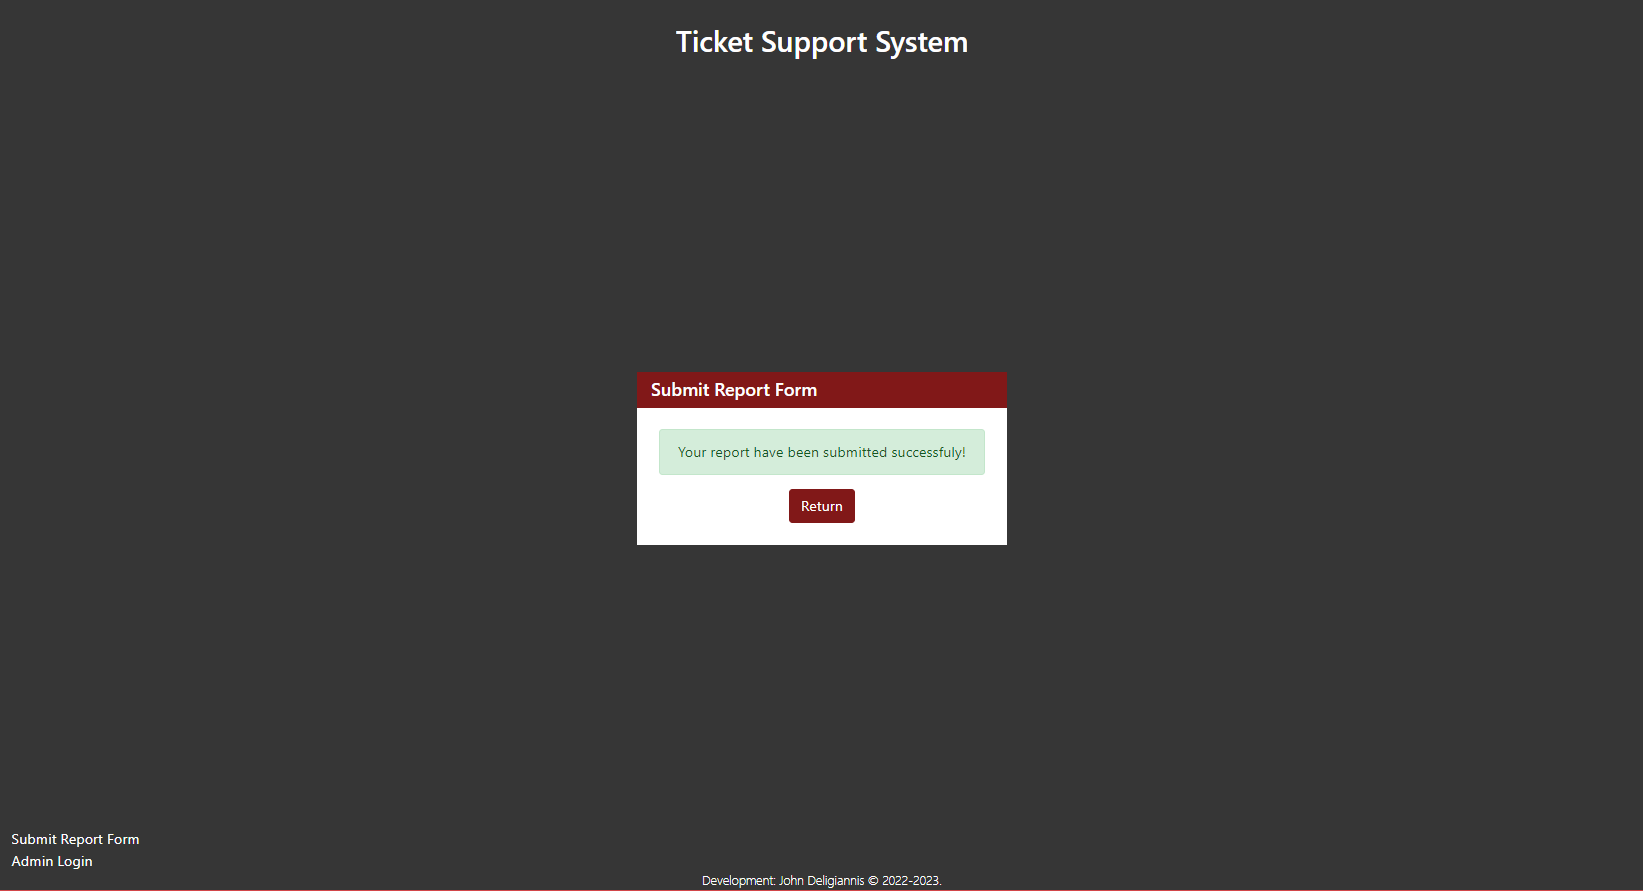 Ticket Support System
Submit Report Form
Your report have been submitted successfuly!
Return
Submit Report Form
Admin Login
Development: John Deligiannis © 2022-2023.